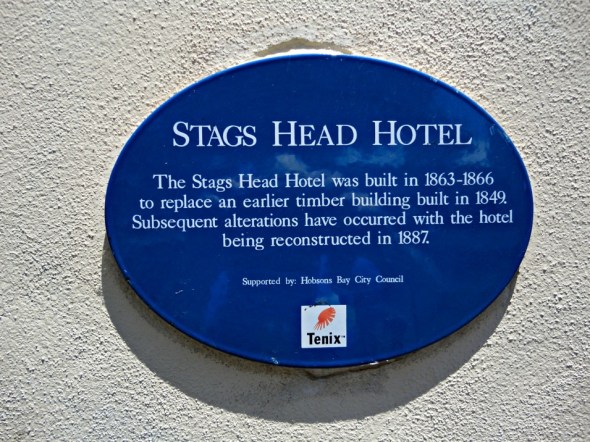 STAGS HEAD HOTEL
The Stags Head Hotel was built in 1863-1866
to replace an earlier timber building built in 1849.
Subsequent alterations have occurred with the hotel
being reconstructed in 1887.
Supported by: Hobsons Bay City Council
Tenix™